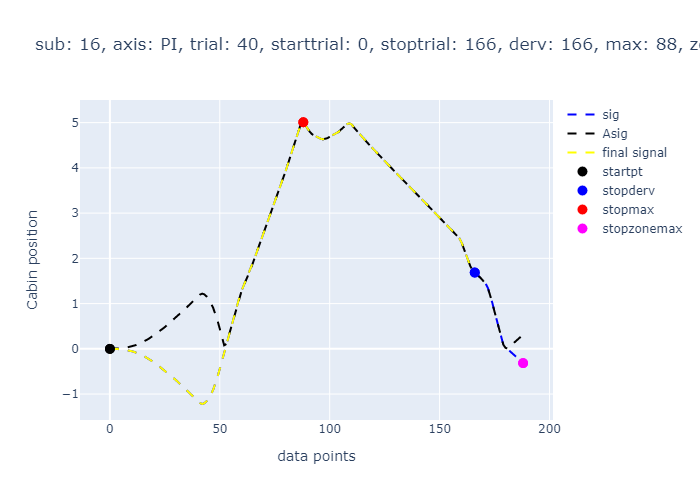 sub: 16, axis: PI, trial: 40, starttrial: 0, stoptrial: 166, derv: 166, max: 88,
5
4
3
2
1
0
−1
0
50
100
150
200
Cabin position
data points
sig
Asig
final signal
startpt
stopderv
stopmax
stopzonemax